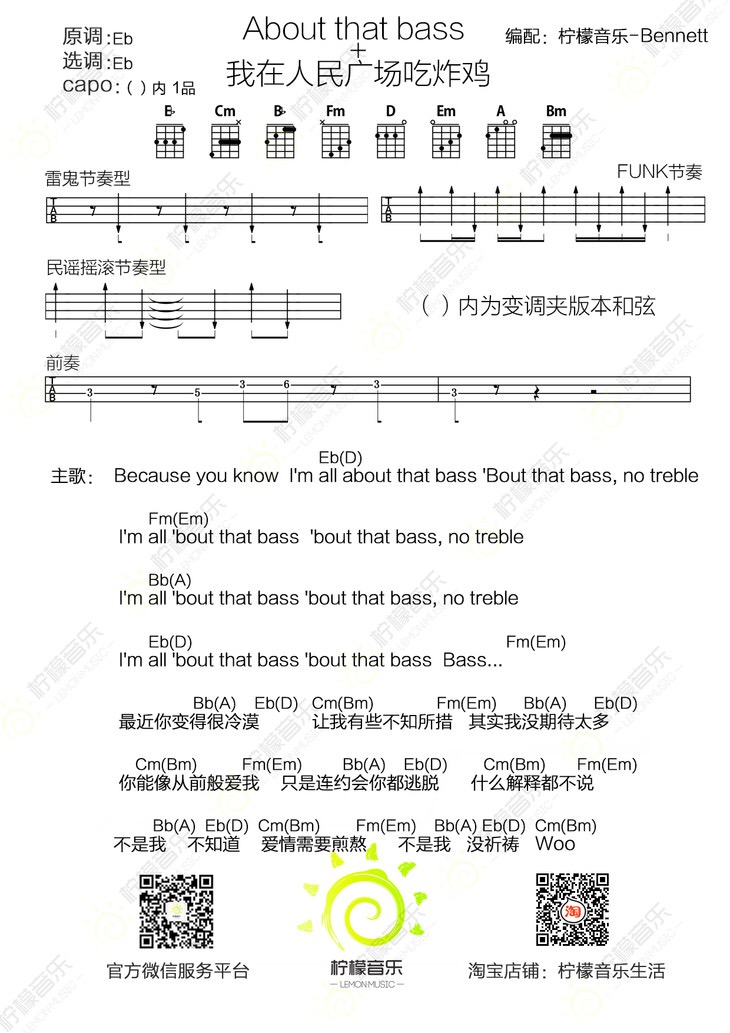 About that bass
+
我在人民广场吃炸鸡
原调:Eb
选调:Eb
capo:( )内 1品
编配：柠檬音乐-Bennett
Eb Cm Bb Fm D Em A Bm
雷鬼节奏型
FUNK节奏
民谣摇滚节奏型
( )内为变调夹版本和弦
前奏
T A B 3 5 3 6 3 3
Eb(D)
主歌： Because you know I'm all about that bass 'Bout that bass, no treble
Fm(Em)
I'm all 'bout that bass 'bout that bass, no treble
Bb(A)
I'm all 'bout that bass 'bout that bass, no treble
Eb(D) Fm(Em)
I'm all 'bout that bass 'bout that bass Bass...
Bb(A) Eb(D) Cm(Bm) Fm(Em) Bb(A) Eb(D)
最近你变得很冷漠 让我有些不知所措 其实我没期待太多
Cm(Bm) Fm(Em) Bb(A) Eb(D) Cm(Bm) Fm(Em)
你能像从前般爱我 只是连约会你都逃脱 什么解释都不说
Bb(A) Eb(D) Cm(Bm) Fm(Em) Bb(A) Eb(D) Cm(Bm)
不是我 不知道 爱情需要煎熬 不是我 没祈祷 Woo
官方微信服务平台
柠檬音乐
— LEMON MUSIC —
淘
淘宝店铺：柠檬音乐生活